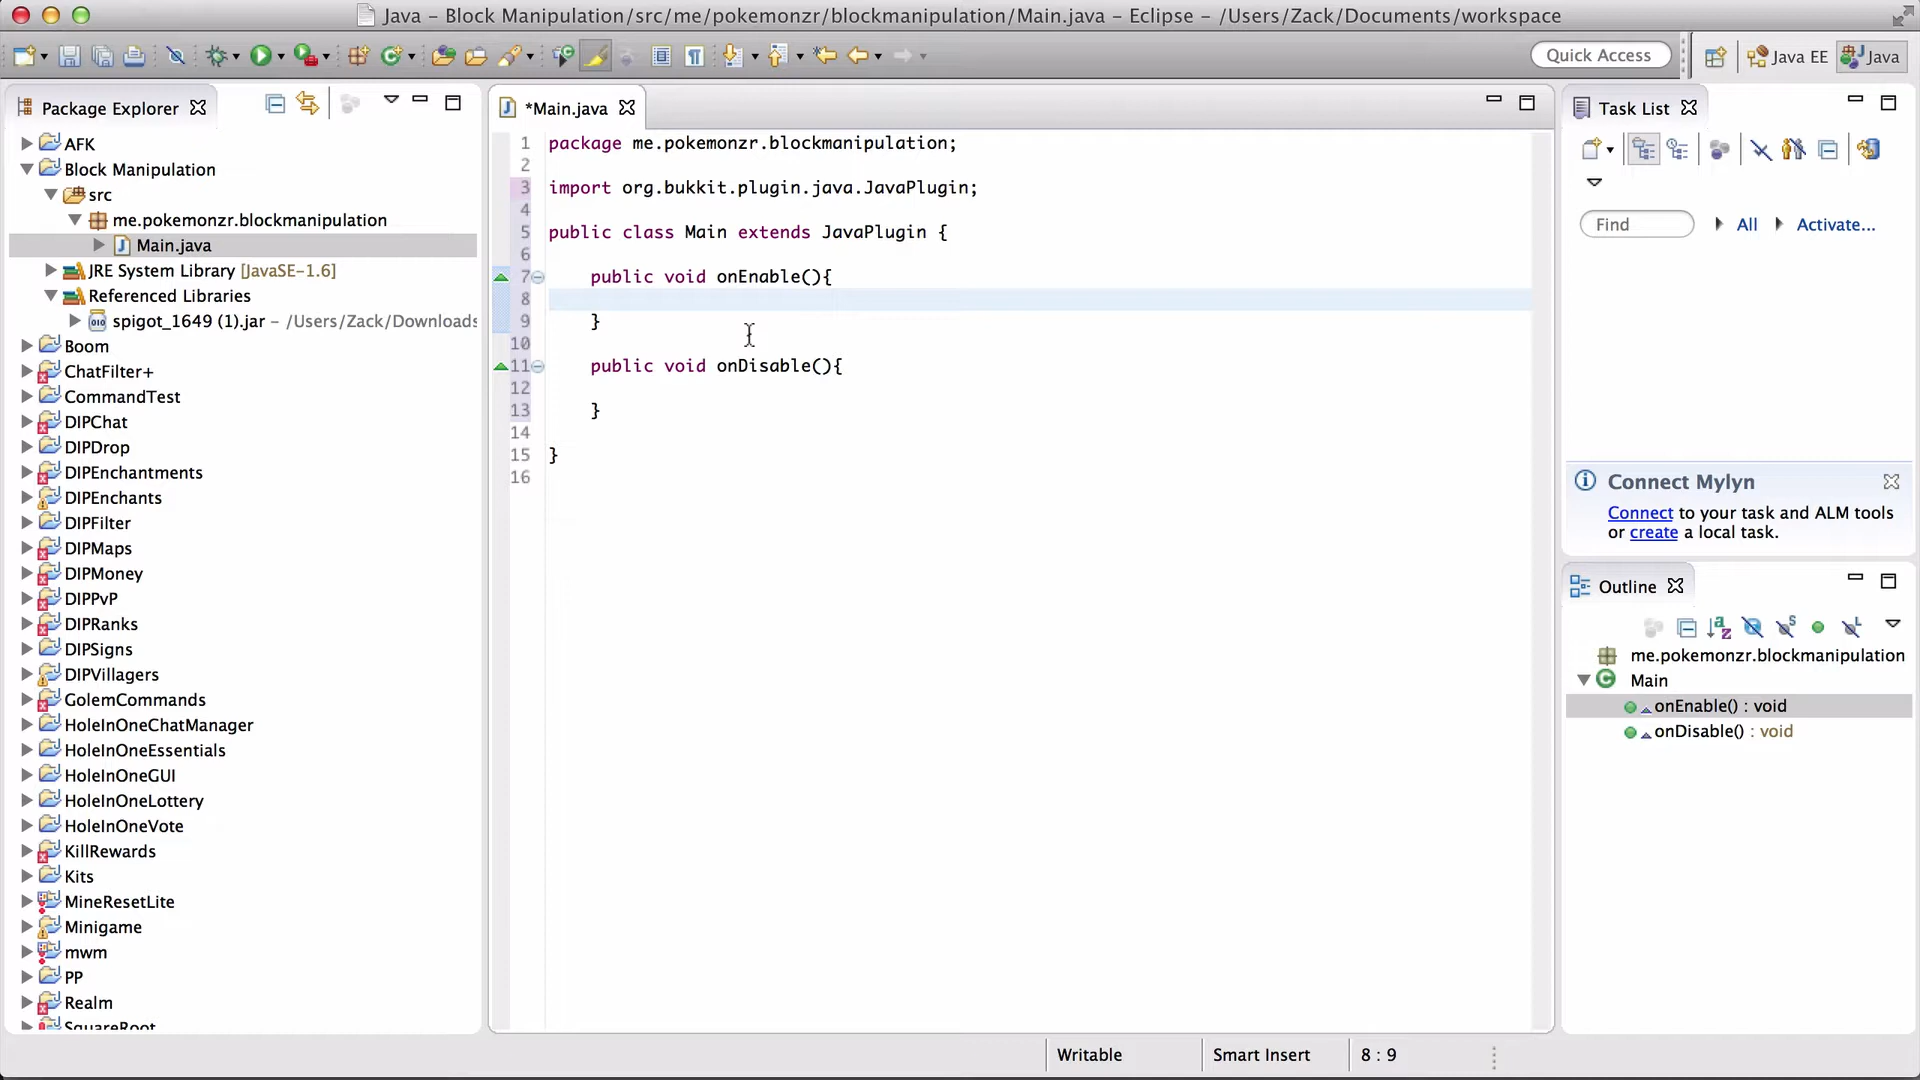 Java – Block Manipulation/src/me/pokemonzr/blockmanipulation/Main.java – Eclipse – /Users/Zack/Documents/workspace
Quick Access
Java EE
Java
Package Explorer
AFK
Block Manipulation
src
me.pokemonzr.blockmanipulation
Main.java
JRE System Library [JavaSE-1.6]
Referenced Libraries
spigot_1649 (1).jar – /Users/Zack/Downloads
Boom
ChatFilter+
CommandTest
DIPChat
DIPDrop
DIPEnchantments
DIPEnchants
DIPFilter
DIPMaps
DIPMoney
DIPPvP
DIPRanks
DIPSigns
DIPVillagers
GolemCommands
HoleInOneChatManager
HoleInOneEssentials
HoleInOneGUI
HoleInOneLottery
HoleInOneVote
KillRewards
Kits
MineResetLite
Minigame
mwm
PP
Realm
SquareRoot
*Main.java
1 package me.pokemonzr.blockmanipulation;
2
3 import org.bukkit.plugin.java.JavaPlugin;
4
5 public class Main extends JavaPlugin {
6
7 public void onEnable(){
8
9 }
10
11 public void onDisable(){
12
13 }
14
15 }
16
Task List
Find
All
Activate...
Connect Mylyn
Connect to your task and ALM tools
or create a local task.
Outline
me.pokemonzr.blockmanipulation
Main
onEnable() : void
onDisable() : void
Writable
Smart Insert
8 : 9